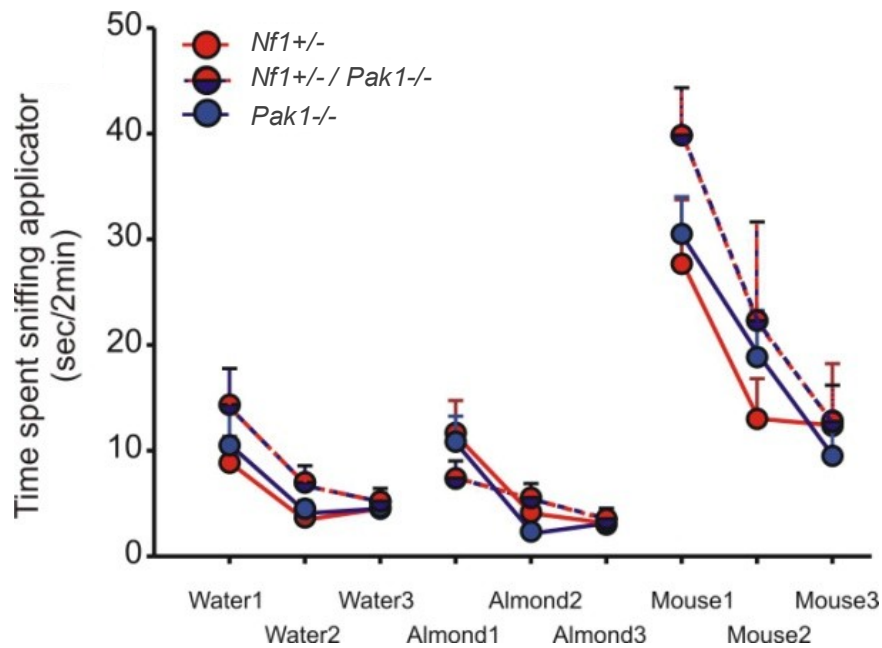 50
40
30
20
10
0
Time spent sniffing applicator
(sec/2min)
Nf1+/-
Nf1+/- / Pak1-/-
Pak1-/-
Water1
Water3
Almond2
Mouse1
Mouse3
Water2
Almond1
Almond3
Mouse2